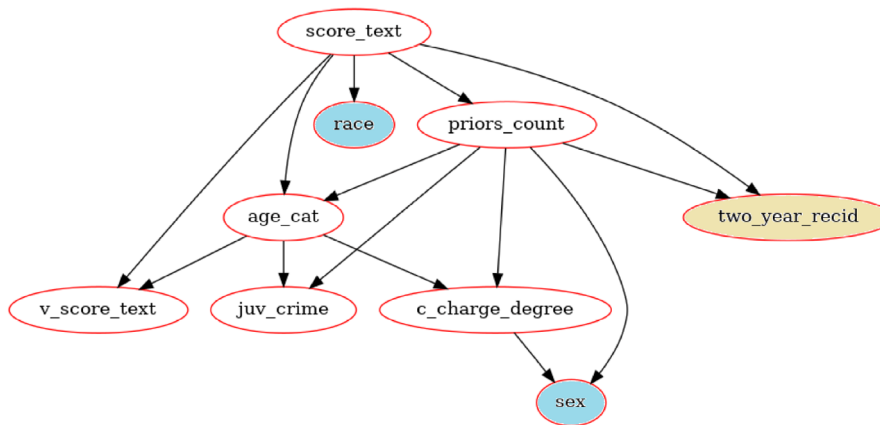 score_text
race
priors_count
age_cat
two_year_recid
v_score_text
juv_crime
c_charge_degree
sex